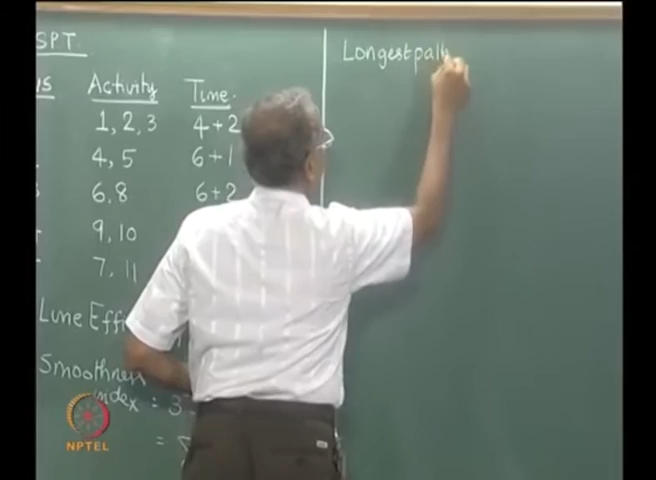 SPT.
Activity Time.
1, 2, 3 4+2
4, 5 6+1
6, 8 6+2
9, 10
7, 11
Line Effi
Smoothness
index = 3
=
Longest path
NPTEL